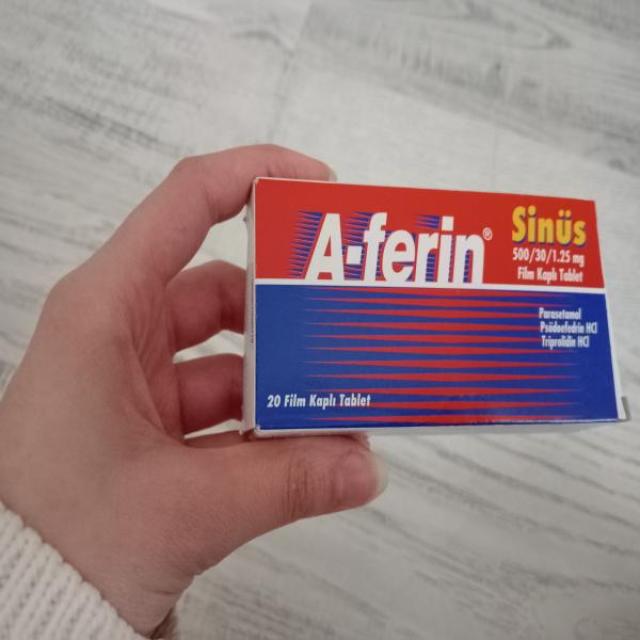 A-ferin®
Sinüs
500/30/1.25 mg
Film Kaplı Tablet
Parasetamol
Psödoefedrin HCl
Triprolidin HCl
20 Film Kaplı Tablet